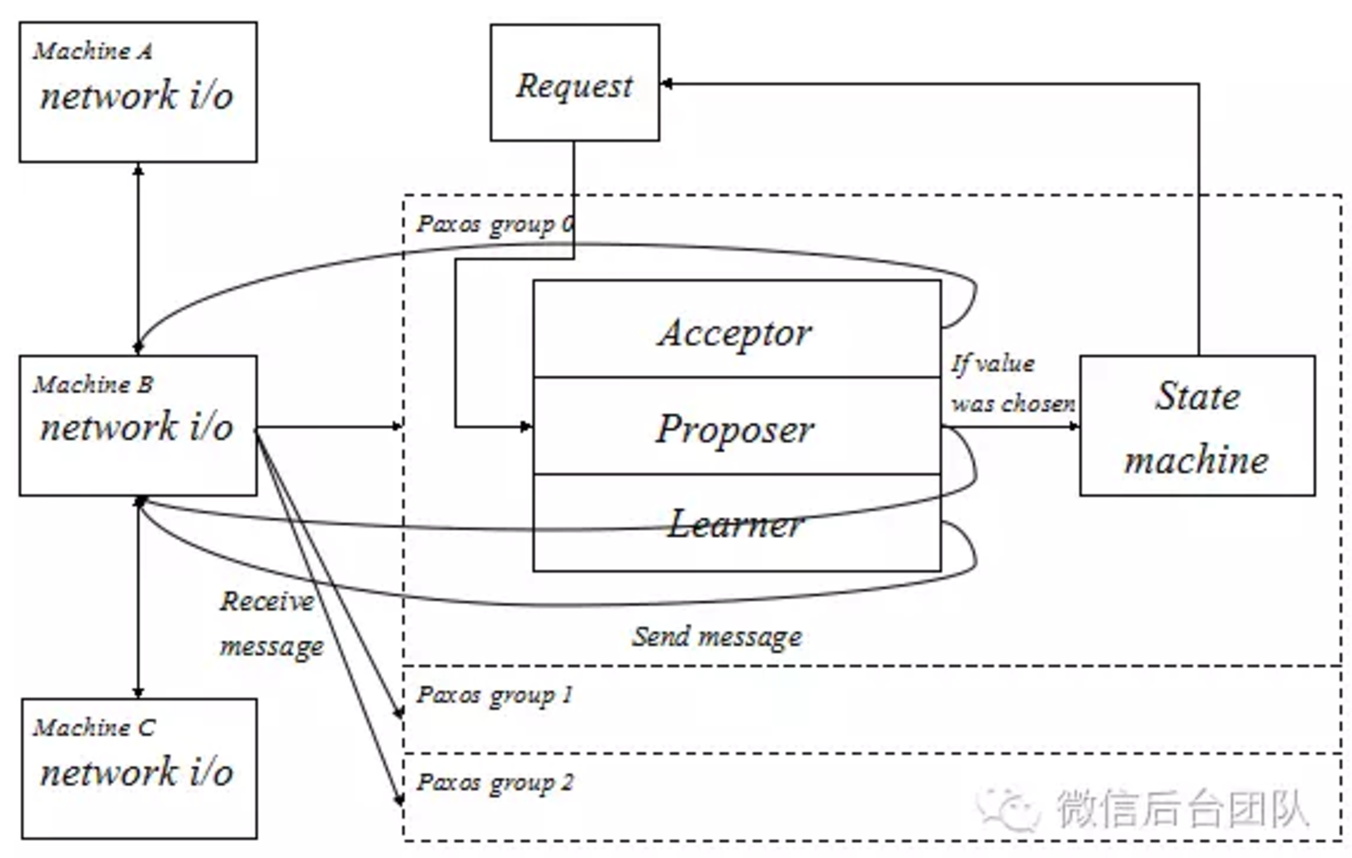 Machine A
network i/o
Request
Paxos group 0
Acceptor
If value
was chosen
State
machine
Machine B
network i/o
Proposer
Learner
Receive
message
Send message
Paxos group 1
Machine C
network i/o
Paxos group 2
微信后台团队